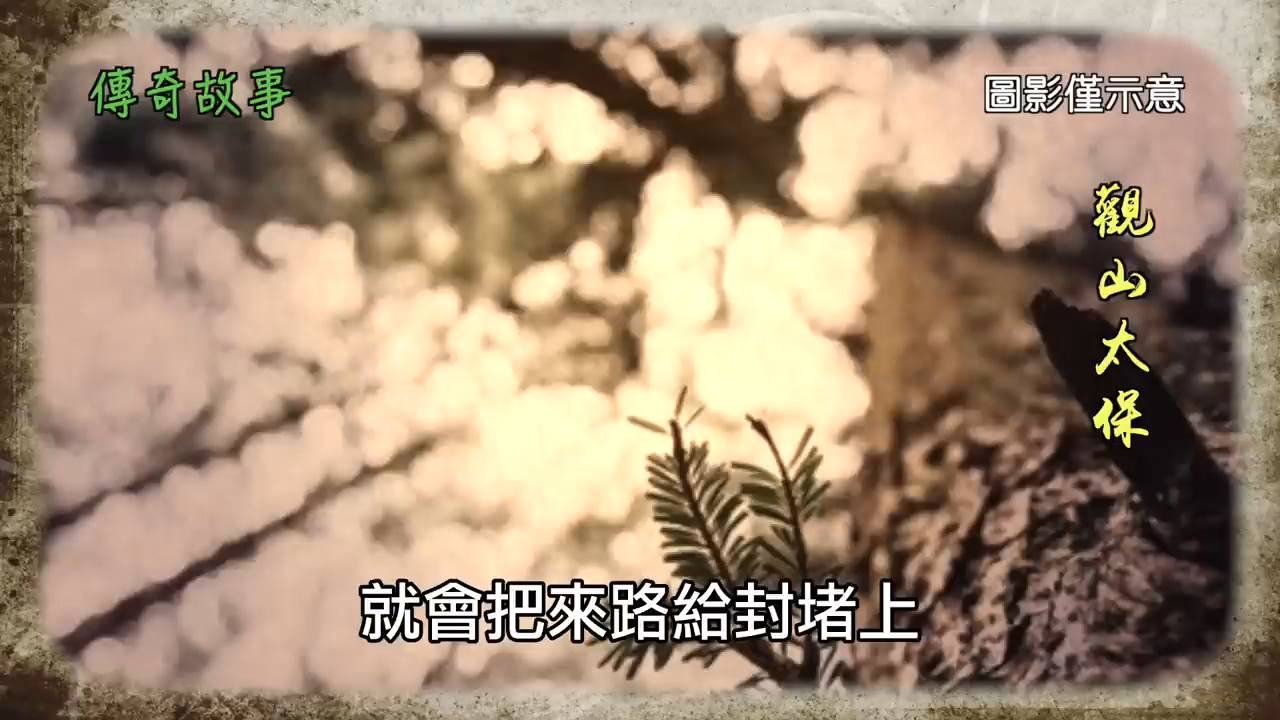 傳奇故事
圖影僅示意
觀山太保
就會把來路給封堵上